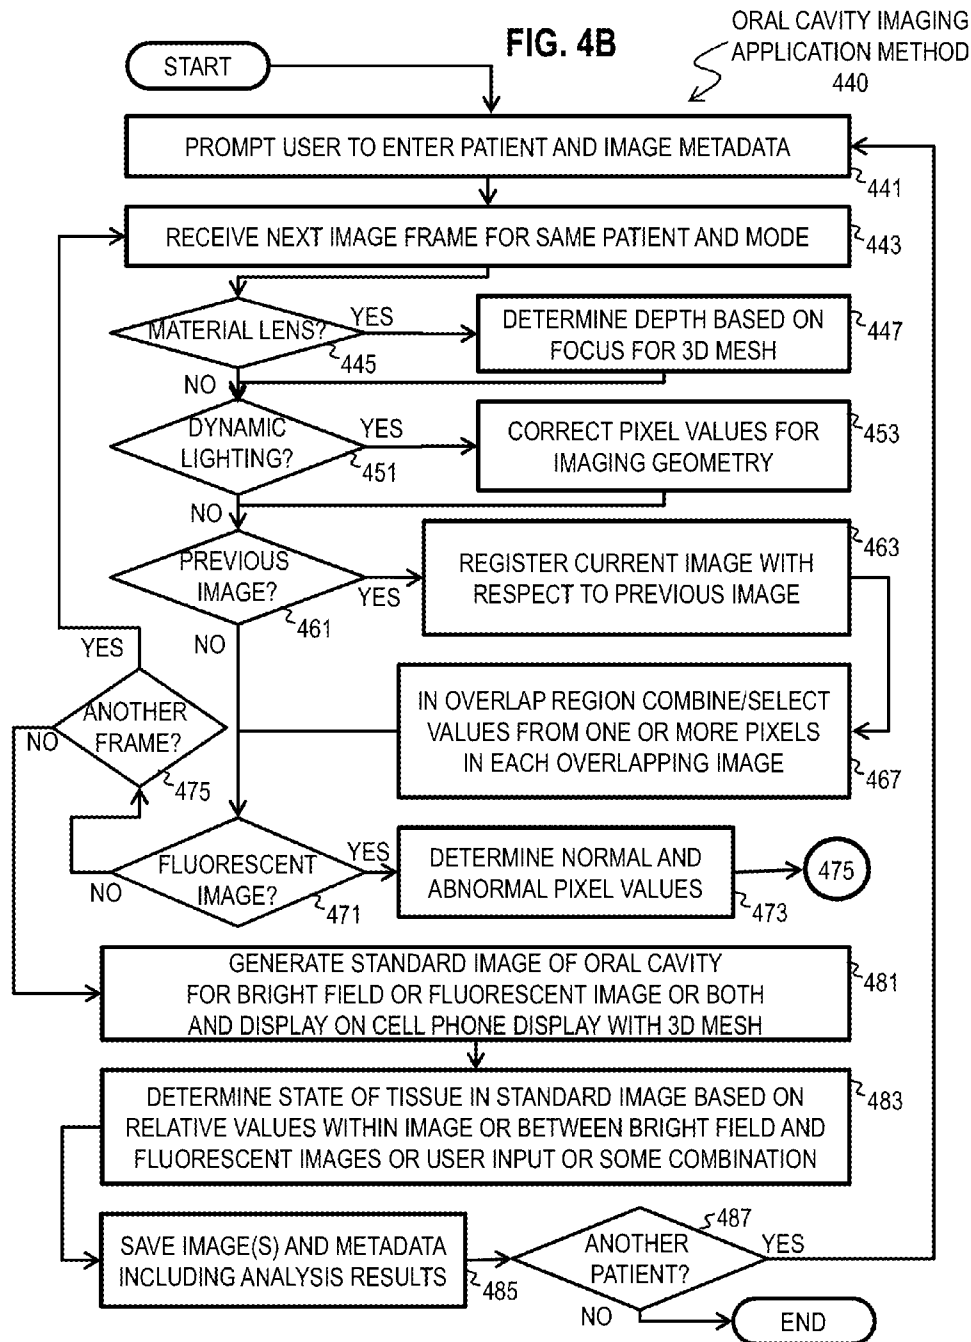 FIG. 4B
ORAL CAVITY IMAGING
APPLICATION METHOD
440
START
PROMPT USER TO ENTER PATIENT AND IMAGE METADATA
441
RECEIVE NEXT IMAGE FRAME FOR SAME PATIENT AND MODE
443
MATERIAL LENS?
445
YES
NO
DETERMINE DEPTH BASED ON
FOCUS FOR 3D MESH
447
DYNAMIC
LIGHTING?
451
YES
NO
CORRECT PIXEL VALUES FOR
IMAGING GEOMETRY
453
PREVIOUS
IMAGE?
461
YES
NO
REGISTER CURRENT IMAGE WITH
RESPECT TO PREVIOUS IMAGE
463
IN OVERLAP REGION COMBINE/SELECT
VALUES FROM ONE OR MORE PIXELS
IN EACH OVERLAPPING IMAGE
467
YES
ANOTHER
FRAME?
NO
475
FLUORESCENT
IMAGE?
471
YES
NO
DETERMINE NORMAL AND
ABNORMAL PIXEL VALUES
473
475
GENERATE STANDARD IMAGE OF ORAL CAVITY
FOR BRIGHT FIELD OR FLUORESCENT IMAGE OR BOTH
AND DISPLAY ON CELL PHONE DISPLAY WITH 3D MESH
481
DETERMINE STATE OF TISSUE IN STANDARD IMAGE BASED ON
RELATIVE VALUES WITHIN IMAGE OR BETWEEN BRIGHT FIELD AND
FLUORESCENT IMAGES OR USER INPUT OR SOME COMBINATION
483
SAVE IMAGE(S) AND METADATA
INCLUDING ANALYSIS RESULTS
485
ANOTHER
PATIENT?
487
YES
NO
END